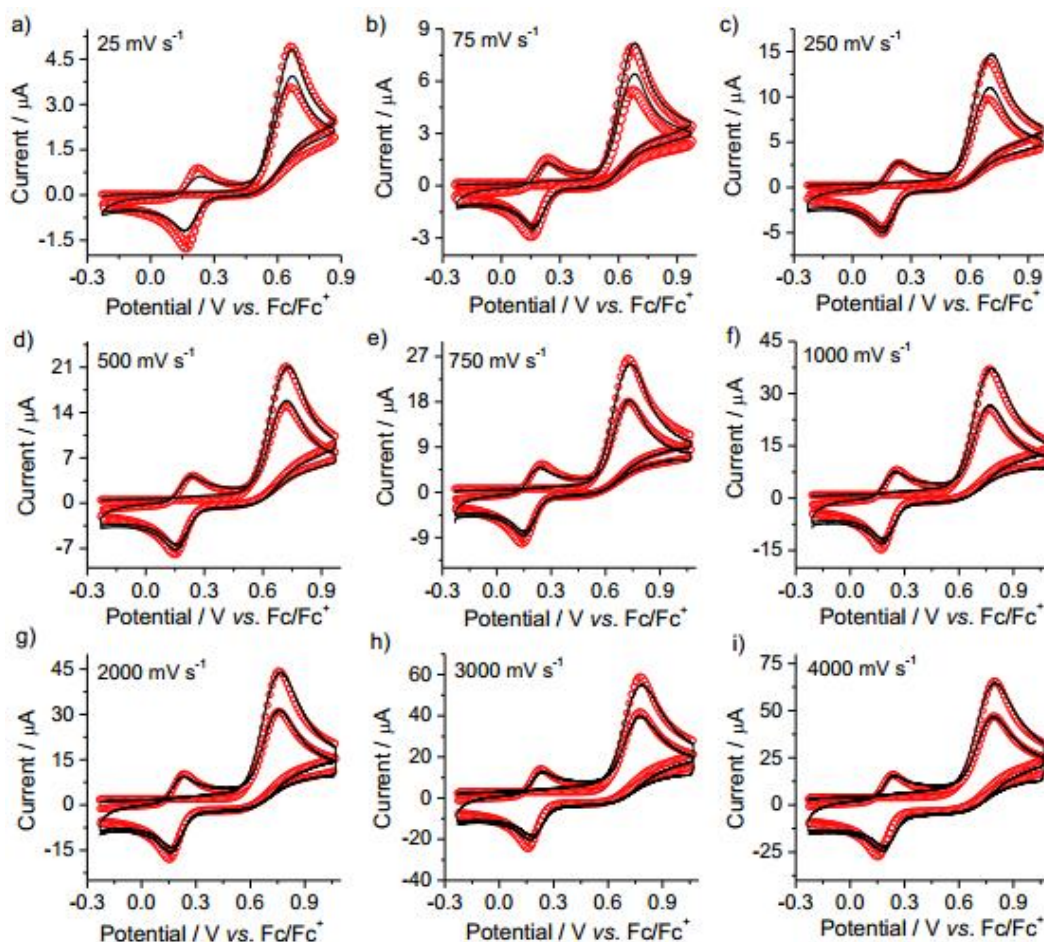 a) 25 mV s⁻¹
Current / μA
4.5
3.0
1.5
0.0
-1.5
-0.3 0.0 0.3 0.6 0.9
Potential / V vs. Fc/Fc⁺
b) 75 mV s⁻¹
Current / μA
9
6
3
0
-3
-0.3 0.0 0.3 0.6 0.9
Potential / V vs. Fc/Fc⁺
c) 250 mV s⁻¹
Current / μA
15
10
5
0
-5
-0.3 0.0 0.3 0.6 0.9
Potential / V vs. Fc/Fc⁺
d) 500 mV s⁻¹
Current / μA
21
14
7
0
-7
-0.3 0.0 0.3 0.6 0.9
Potential / V vs. Fc/Fc⁺
e) 750 mV s⁻¹
Current / μA
27
18
9
0
-9
-0.3 0.0 0.3 0.6 0.9
Potential / V vs. Fc/Fc⁺
f) 1000 mV s⁻¹
Current / μA
45
30
15
0
-15
-0.3 0.0 0.3 0.6 0.9
Potential / V vs. Fc/Fc⁺
g) 2000 mV s⁻¹
Current / μA
45
30
15
0
-15
-0.3 0.0 0.3 0.6 0.9
Potential / V vs. Fc/Fc⁺
h) 3000 mV s⁻¹
Current / μA
60
40
20
0
-20
-40
-0.3 0.0 0.3 0.6 0.9
Potential / V vs. Fc/Fc⁺
i) 4000 mV s⁻¹
Current / μA
75
50
25
0
-25
-0.3 0.0 0.3 0.6 0.9
Potential / V vs. Fc/Fc⁺